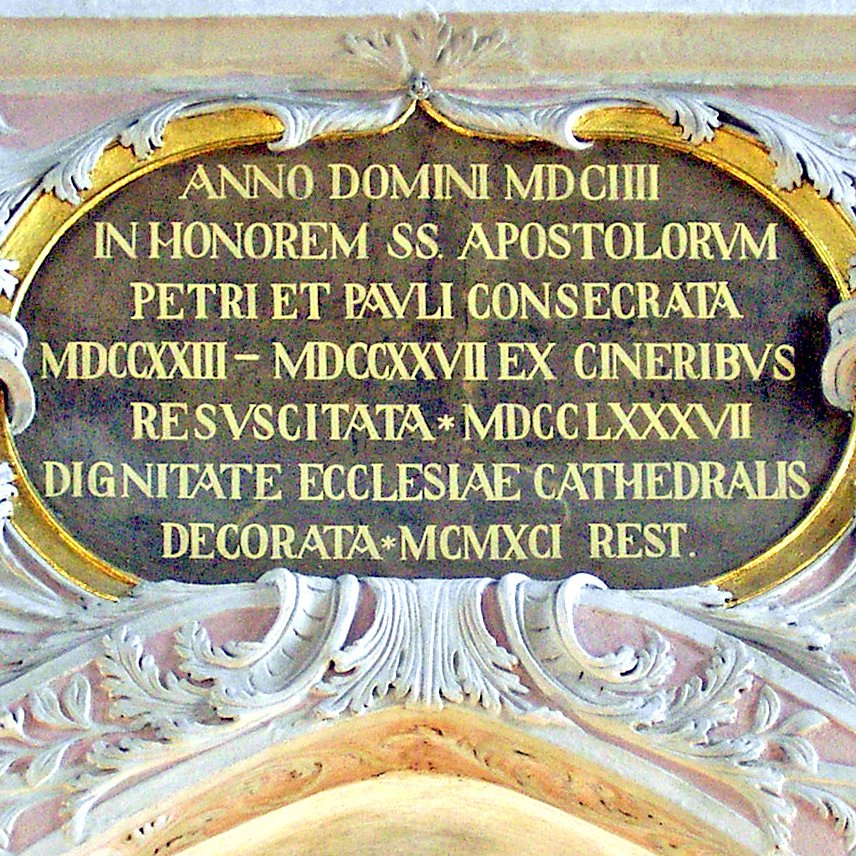 ANNO DOMINI MDCIIII
IN HONOREM SS. APOSTOLORVM
PETRI ET PAVLI CONSECRATA
MDCCXXIII – MDCCXXVII EX CINERIBVS
RESVSCITATA * MDCCLXXXVII
DIGNITATE ECCLESIAE CATHEDRALIS
DECORATA * MCMXCI REST.